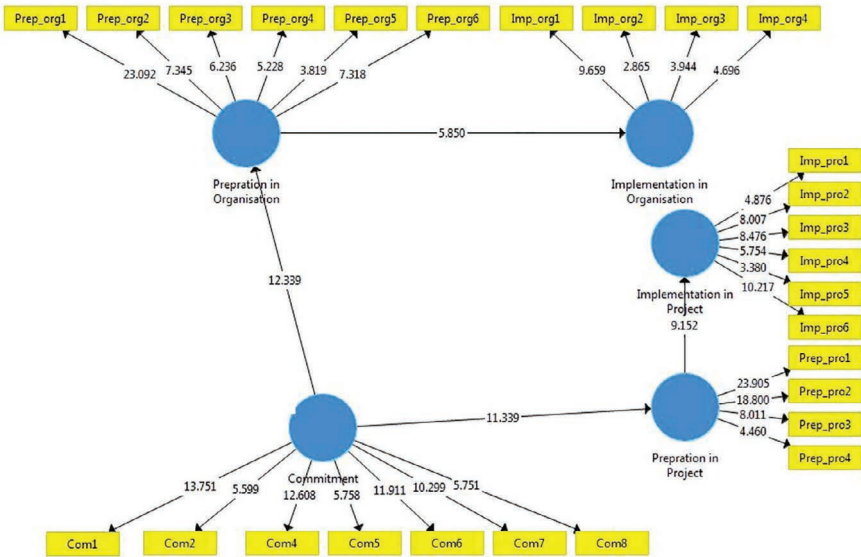 Prep_org1 Prep_org2 Prep_org3 Prep_org4 Prep_org5 Prep_org6 Imp_org1 Imp_org2 Imp_org3 Imp_org4
23.092 7.345 6.236 5.228 3.819 7.318 9.659 2.865 3.944 4.696
5.850
Prepration in
Organisation
Implementation in
Organisation
Imp_pro1
Imp_pro2
Imp_pro3
Imp_pro4
Imp_pro5
Imp_pro6
4.876
8.007
8.476
5.754
3.380
10.217
Implementation in
Project
9.152
12.339
Prep_pro1
Prep_pro2
Prep_pro3
Prep_pro4
23.905
18.800
8.011
4.460
11.339
Prepration in
Project
Commitment
13.751 5.599 12.608 5.758 11.911 10.299 5.751
Com1 Com2 Com4 Com5 Com6 Com7 Com8